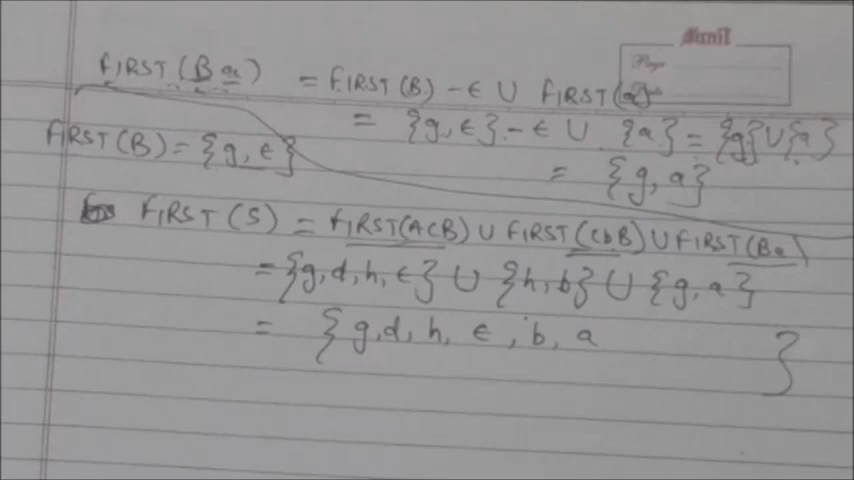 FIRST(Ba) = FIRST(B) - ε ∪ FIRST(a)
= {g, ε} - ε ∪ {a} = {g} ∪ {a}
FIRST(B) = {g, ε}
= {g, a}
FIRST(S) = FIRST(ACB) ∪ FIRST(CbB) ∪ FIRST(Ba)
= {g, d, h, ε} ∪ {h, b} ∪ {g, a}
= {g, d, h, ε, b, a }